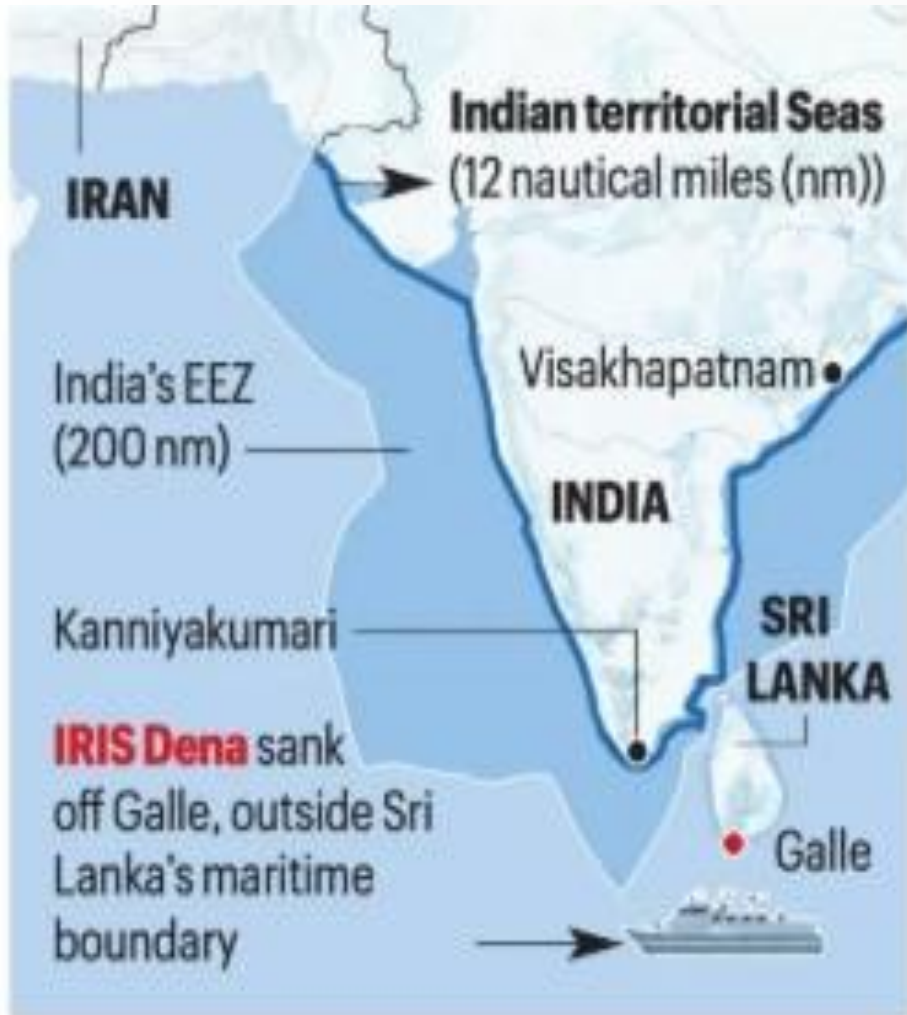 Indian territorial Seas
(12 nautical miles (nm))
IRAN
India's EEZ
(200 nm)
Visakhapatnam
INDIA
Kanniyakumari
SRI
LANKA
IRIS Dena sank
off Galle, outside Sri
Lanka's maritime
boundary
Galle